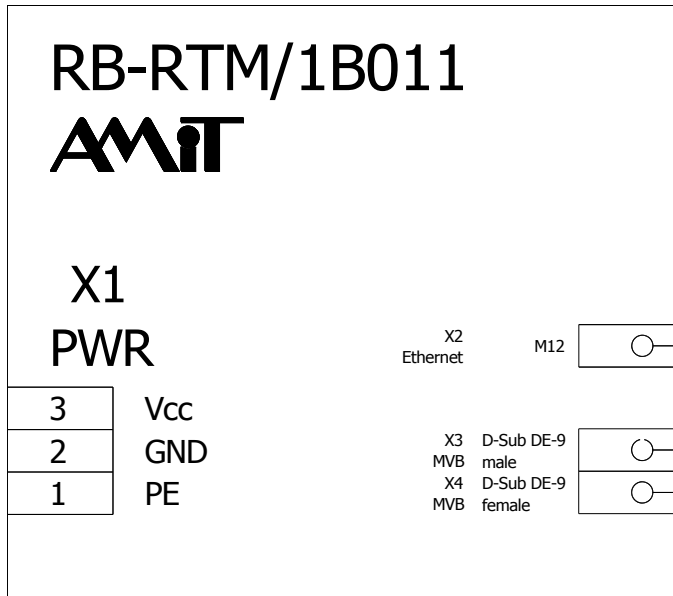 RB-RTM/1B011
AMiT
X1
PWR
3 Vcc
2 GND
1 PE
X2
Ethernet
M12
X3 D-Sub DE-9
MVB male
X4 D-Sub DE-9
MVB female